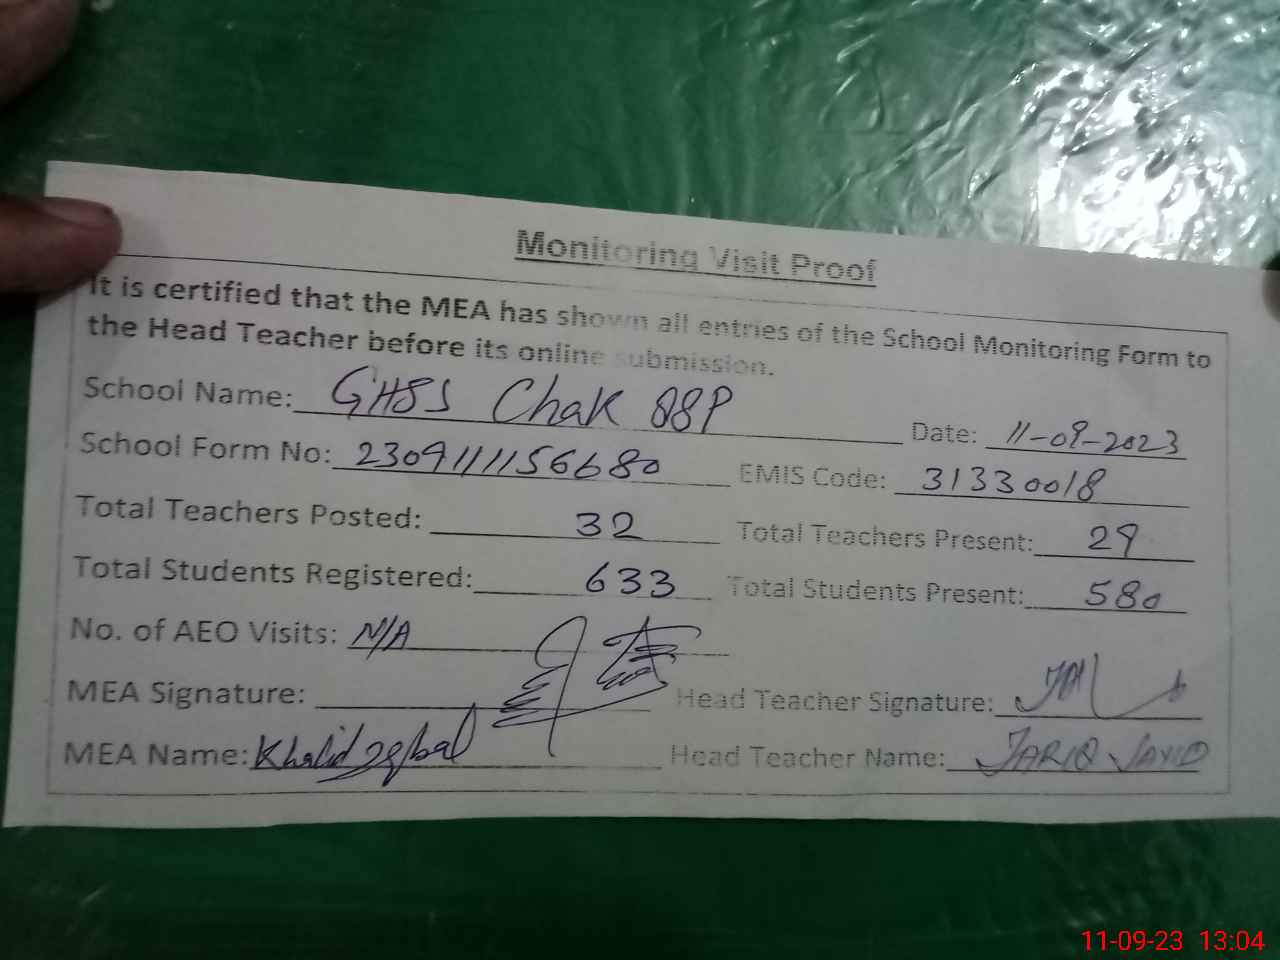 Monitoring Visit Proof
It is certified that the MEA has shown all entries of the School Monitoring Form to
the Head Teacher before its online submission.
School Name: GHSS Chak 88P Date: 11-09-2023
School Form No: 2309111156680 EMIS Code: 31330018
Total Teachers Posted: 32 Total Teachers Present: 29
Total Students Registered: 633 Total Students Present: 580
No. of AEO Visits: N/A
MEA Signature: Head Teacher Signature:
MEA Name: Khalid Iqbal Head Teacher Name: TARIQ JAVID
11-09-23 13:04